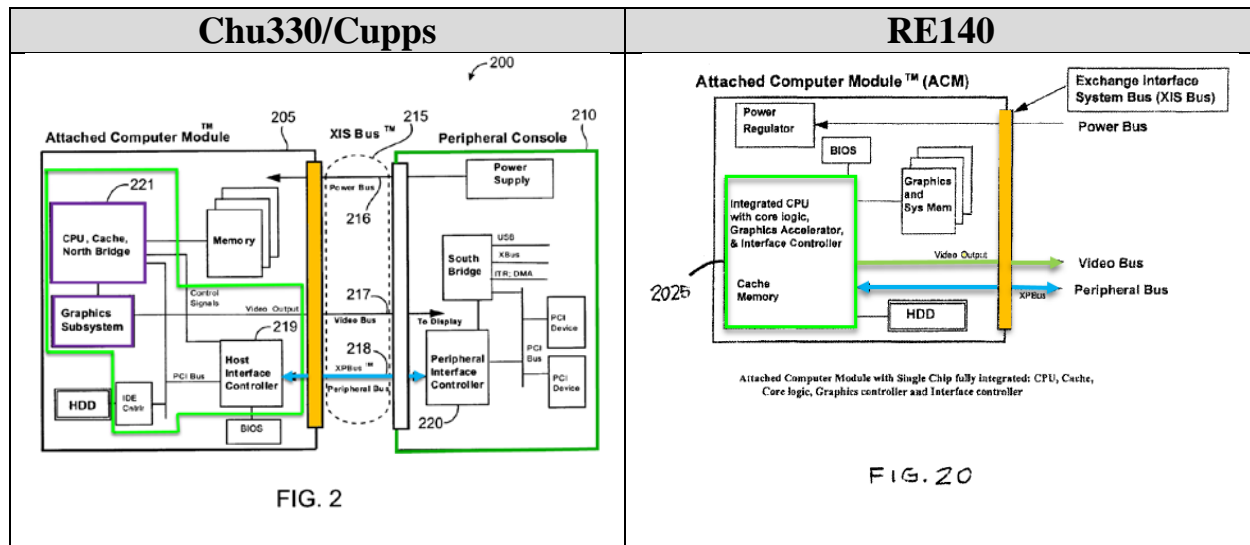 Chu330/Cupps
RE140
200
205
XIS Bus™
215
Peripheral Console
210
Attached Computer Module™
221
CPU, Cache,
North Bridge
Memory
Power Bus
216
Power
Supply
Graphics
Subsystem
Control
Signals
Video Output
217
Video Bus
To Display
South
Bridge
USB
XBus
ITR; DMA
219
Host
Interface
Controller
PCI Bus
218
XPBus™
Peripheral Bus
Peripheral
Interface
Controller
220
PCI
Bus
PCI
Device
PCI
Device
HDD
IDE
Cntrlr
BIOS
FIG. 2
Attached Computer Module™ (ACM)
Exchange Interface
System Bus (XIS Bus)
Power
Regulator
Power Bus
BIOS
Graphics
and
Sys Mem
Integrated CPU
with core logic,
Graphics Accelerator,
& Interface Controller
Cache
Memory
2025
Video Output
Video Bus
Peripheral Bus
XPBus
HDD
Attached Computer Module with Single Chip fully integrated: CPU, Cache,
Core logic, Graphics controller and Interface controller
FIG. 20